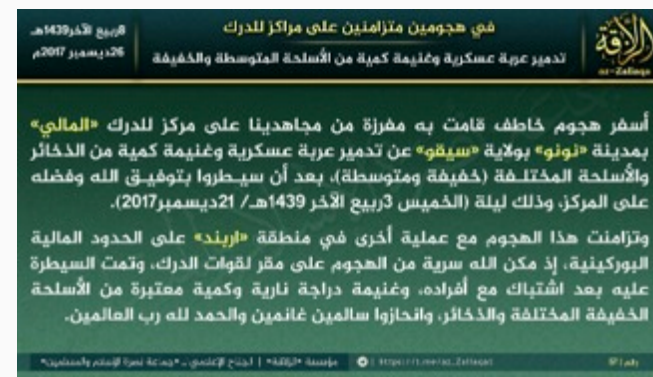 في هجومين متزامنين على مراكز للدرك
تدمير عربة عسكرية وغنيمة كمية من الأسلحة المتوسطة والخفيفة
8ربيع الآخر1439هـ
26ديسمبر 2017م
الزلاقة
az-Zallaqa
أسفر هجوم خاطف قامت به مفرزة من مجاهدينا على مركز للدرك «المالي»
بمدينة «نونو» بولاية «سيقو» عن تدمير عربة عسكرية وغنيمة كمية من الذخائر
والأسلحة المختلفة (خفيفة ومتوسطة)، بعد أن سيطروا بتوفيق الله وفضله
على المركز، وذلك ليلة (الخميس 3ربيع الآخر 1439هـ/ 21ديسمبر2017).
وتزامنت هذا الهجوم مع عملية أخرى في منطقة «اربند» على الحدود المالية
البوركينية، إذ مكن الله سرية من الهجوم على مقر لقوات الدرك، وتمت السيطرة
عليه بعد اشتباك مع أفراده، وغنيمة دراجة نارية وكمية معتبرة من الأسلحة
الخفيفة المختلفة والذخائر، وانحازوا سالمين غانمين والحمد لله رب العالمين.
مؤسسة «الزلاقة» | الجناح الإعلامي لـ «جماعة نصرة الإسلام والمسلمين»